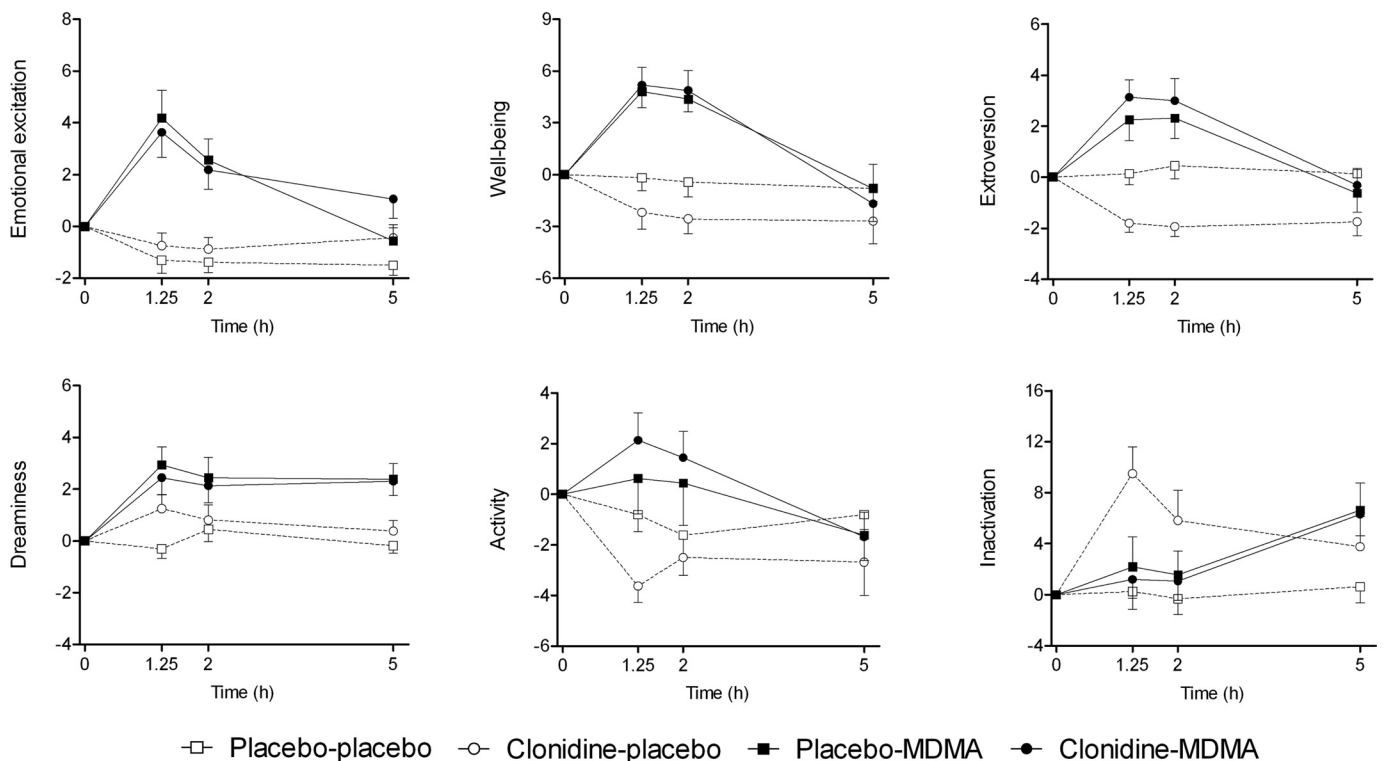 Emotional excitation
8
6
4
2
0
-2
0 1.25 2 5
Time (h)
Well-being
9
6
3
0
-3
-6
0 1.25 2 5
Time (h)
Extroversion
6
4
2
0
-2
-4
0 1.25 2 5
Time (h)
Dreaminess
6
4
2
0
-2
-4
0 1.25 2 5
Time (h)
Activity
4
2
0
-2
-4
-6
0 1.25 2 5
Time (h)
Inactivation
16
12
8
4
0
-4
0 1.25 2 5
Time (h)
Placebo-placebo Clonidine-placebo Placebo-MDMA Clonidine-MDMA